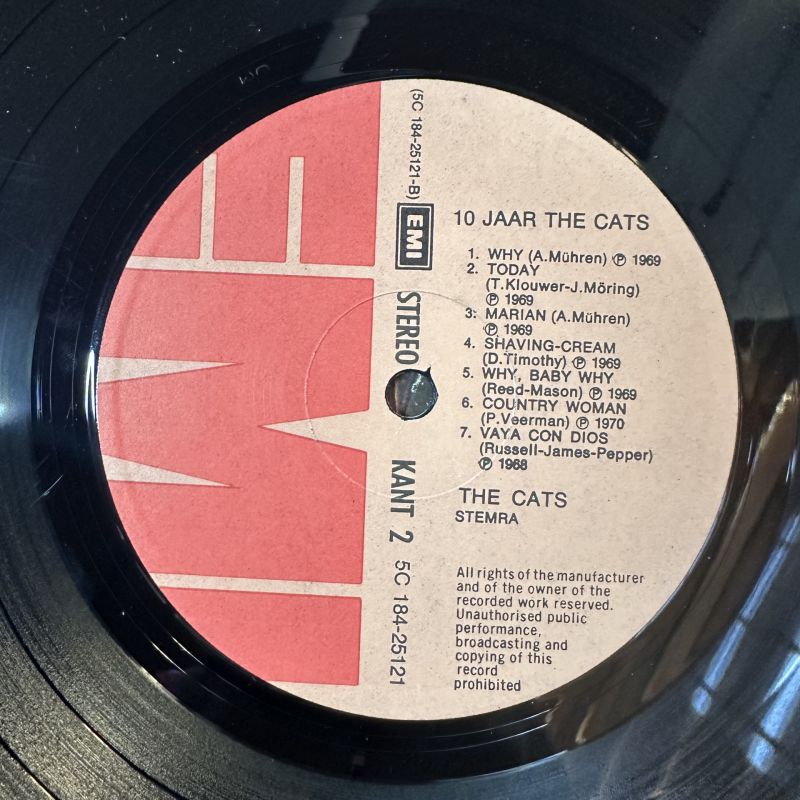 EMI
(5C 184-25121-B)
EMI
STEREO
KANT 2
5C 184-25121
10 JAAR THE CATS
1. WHY (A.Mühren) Ⓟ 1969
2. TODAY
(T.Klouwer-J.Möring)
Ⓟ 1969
3. MARIAN (A.Mühren)
Ⓟ 1969
4. SHAVING-CREAM
(D.Timothy) Ⓟ 1969
5. WHY, BABY WHY
(Reed-Mason) Ⓟ 1969
6. COUNTRY WOMAN
(P.Veerman) Ⓟ 1970
7. VAYA CON DIOS
(Russell-James-Pepper)
Ⓟ 1968
THE CATS
STEMRA
All rights of the manufacturer
and of the owner of the
recorded work reserved.
Unauthorised public
performance,
broadcasting and
copying of this
record
prohibited